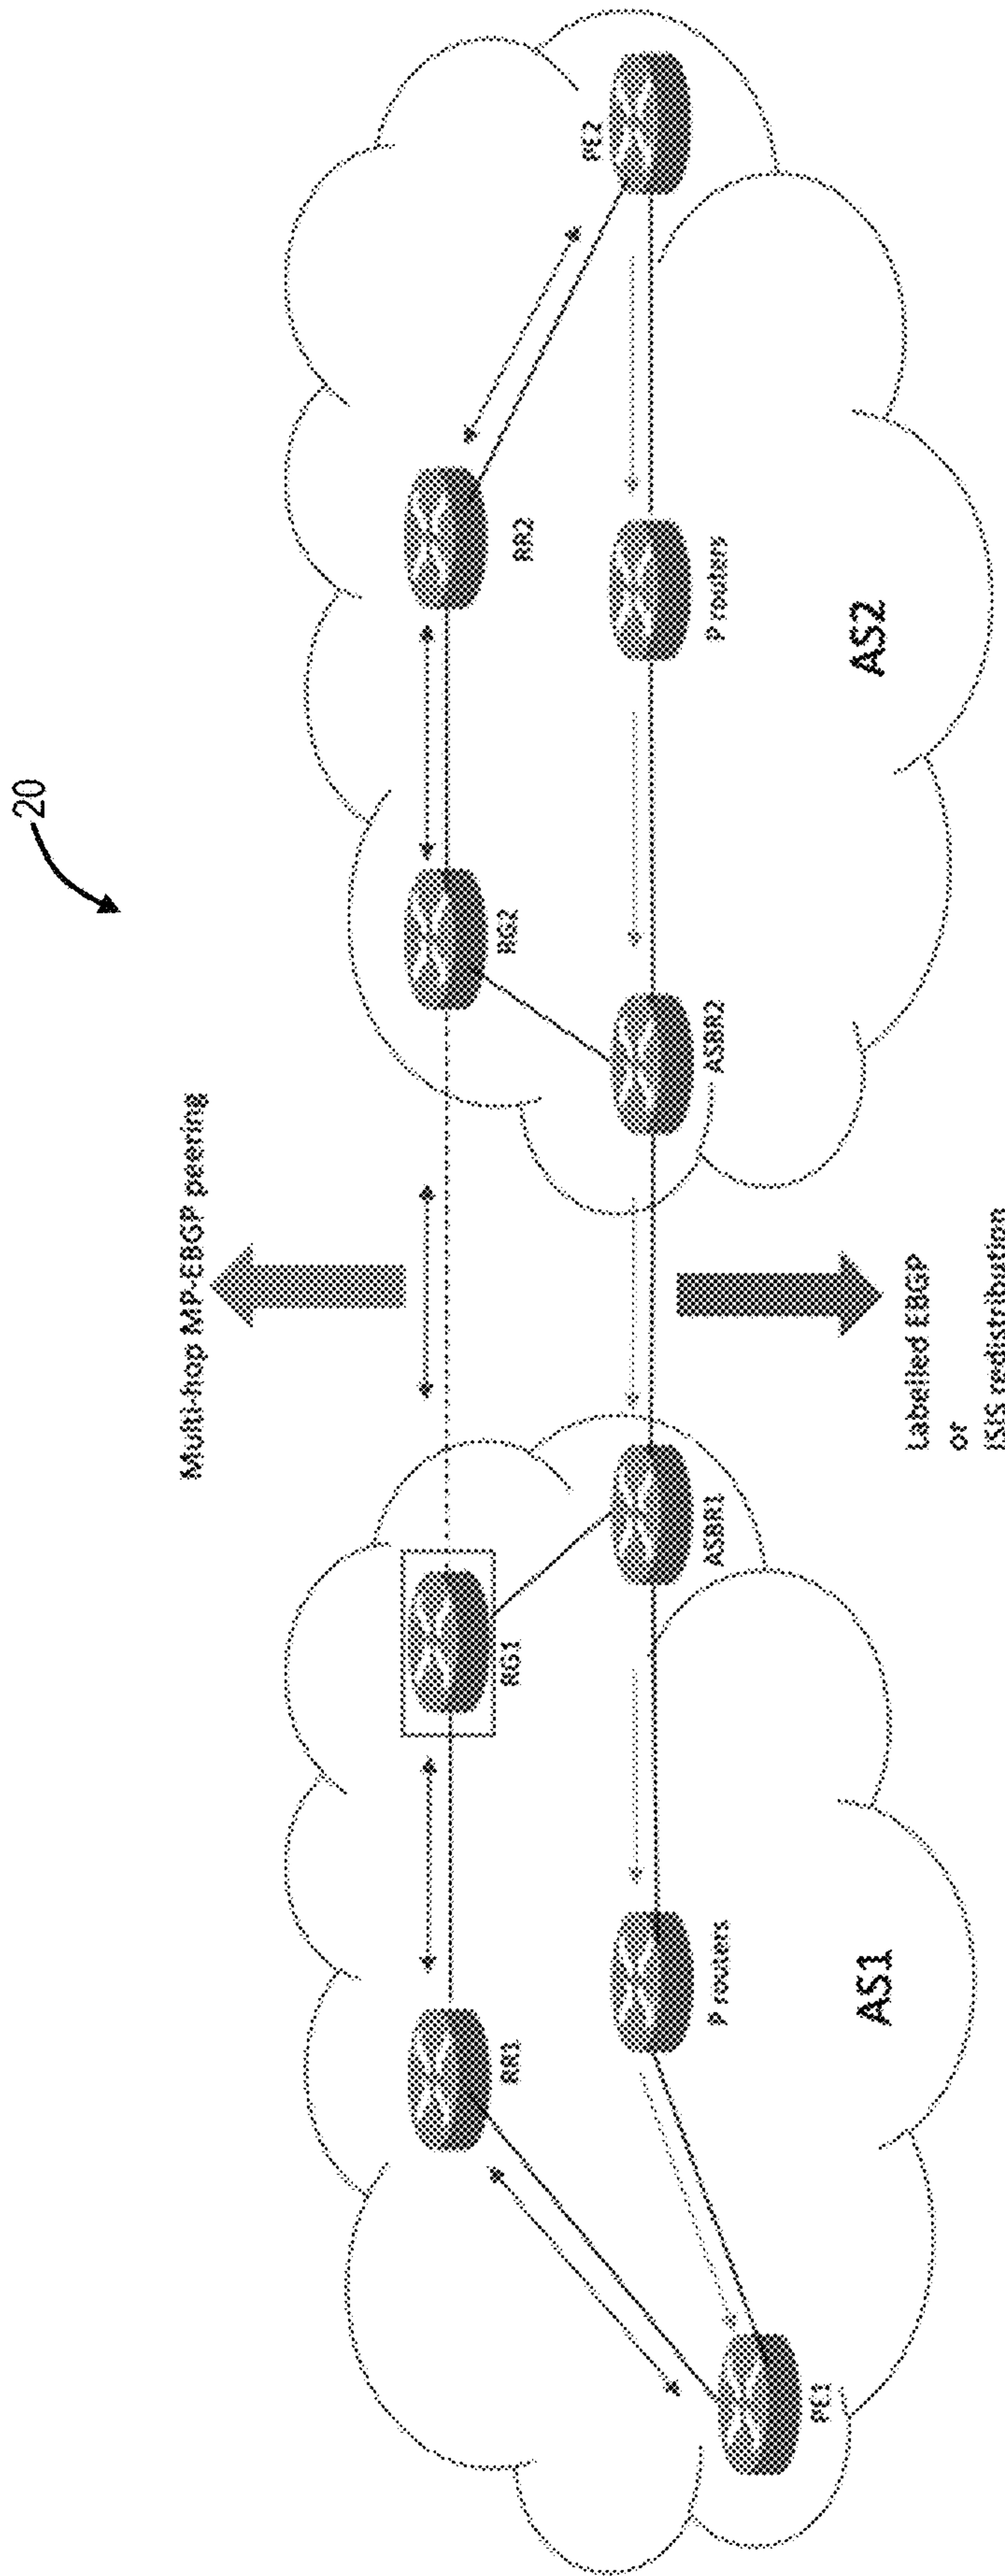 20
Multi-hop MP-EBGP peering
RR1
RG1
RG2
RR2
PE2
PE1
P routers
ASBR1
ASBR2
P routers
AS1
AS2
Labelled EBGP
or
ISIS redistribution